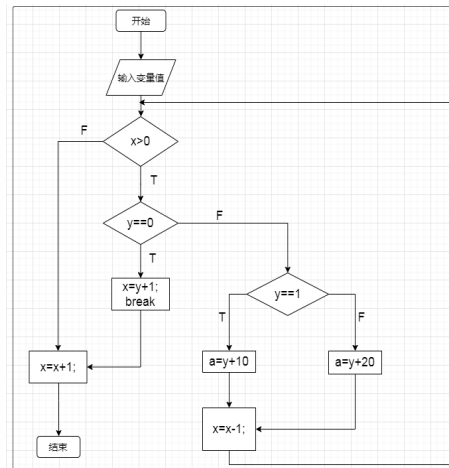 开始
输入变量值
F
x>0
T
y==0
F
T
x=y+1;
break
y==1
T
F
a=y+10
a=y+20
x=x+1;
x=x-1;
结束